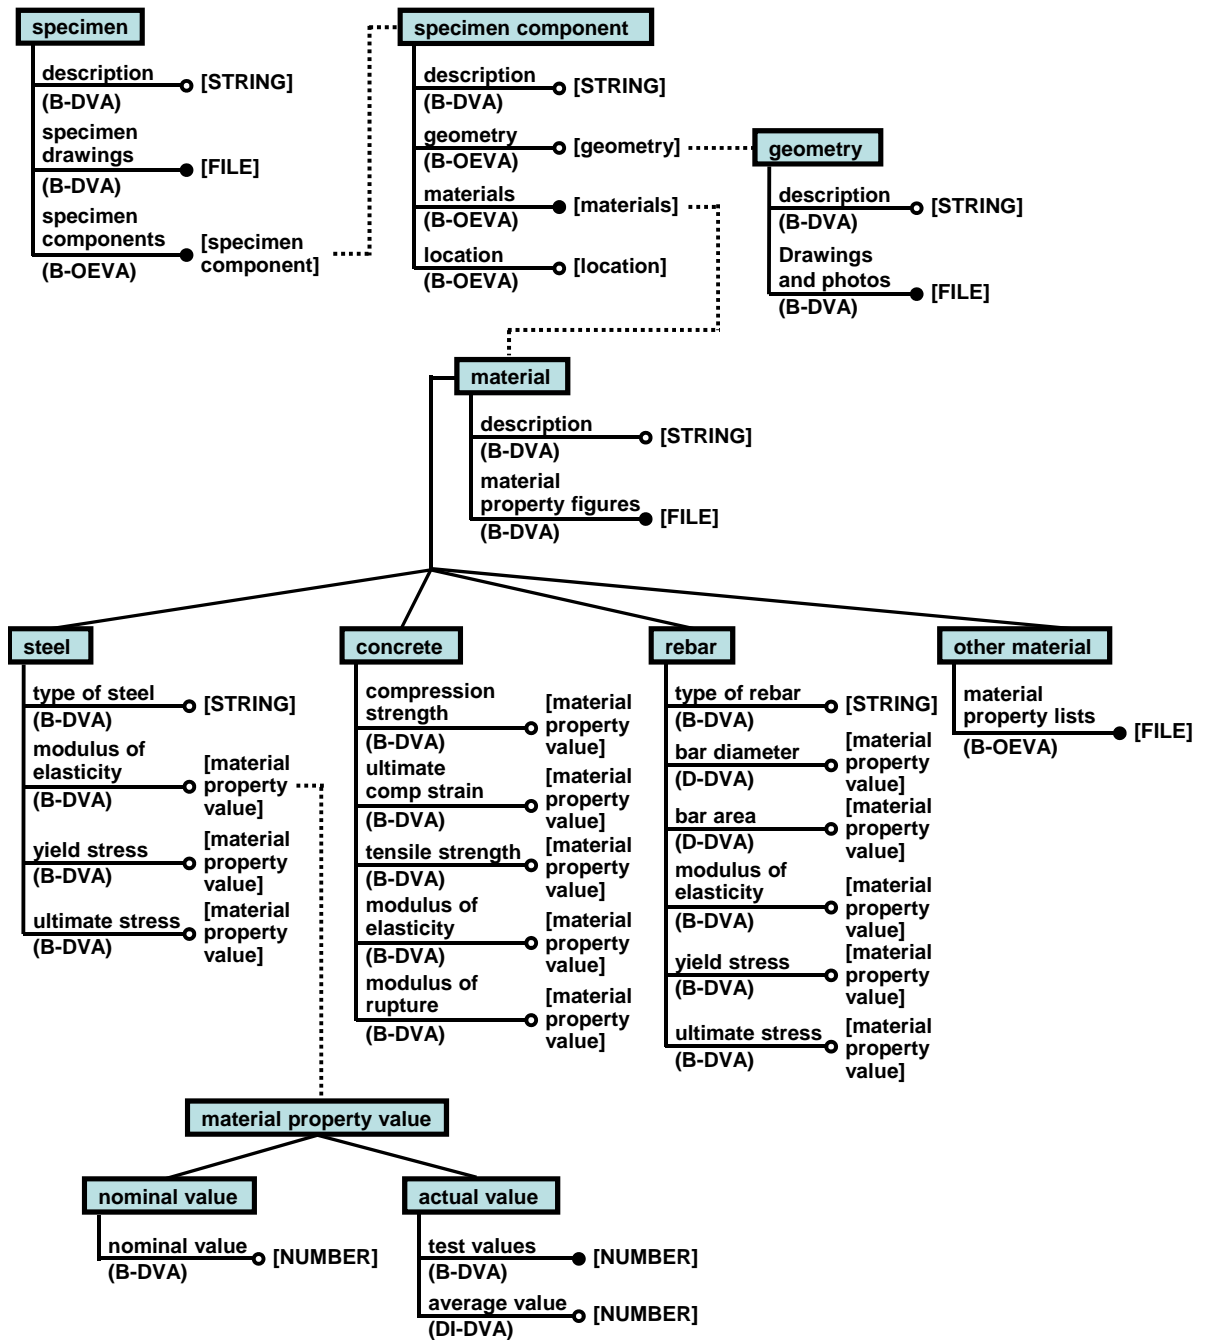 specimen
description
(B-DVA)
[STRING]
specimen
drawings
(B-DVA)
[FILE]
specimen
components
(B-OEVA)
[specimen
component]
specimen component
description
(B-DVA)
[STRING]
geometry
(B-OEVA)
[geometry]
materials
(B-OEVA)
[materials]
location
(B-OEVA)
[location]
geometry
description
(B-DVA)
[STRING]
Drawings
and photos
(B-DVA)
[FILE]
material
description
(B-DVA)
[STRING]
material
property figures
(B-DVA)
[FILE]
steel
type of steel
(B-DVA)
[STRING]
modulus of
elasticity
(B-DVA)
[material
property
value]
yield stress
(B-DVA)
[material
property
value]
ultimate stress
(B-DVA)
[material
property
value]
concrete
compression
strength
(B-DVA)
[material
property
value]
ultimate
comp strain
(B-DVA)
[material
property
value]
tensile strength
(B-DVA)
[material
property
value]
modulus of
elasticity
(B-DVA)
[material
property
value]
modulus of
rupture
(B-DVA)
[material
property
value]
rebar
type of rebar
(B-DVA)
[STRING]
bar diameter
(D-DVA)
[material
property
value]
bar area
(D-DVA)
[material
property
value]
modulus of
elasticity
(B-DVA)
[material
property
value]
yield stress
(B-DVA)
[material
property
value]
ultimate stress
(B-DVA)
[material
property
value]
other material
material
property lists
(B-OEVA)
[FILE]
material property value
nominal value
nominal value
(B-DVA)
[NUMBER]
actual value
test values
(B-DVA)
[NUMBER]
average value
(DI-DVA)
[NUMBER]